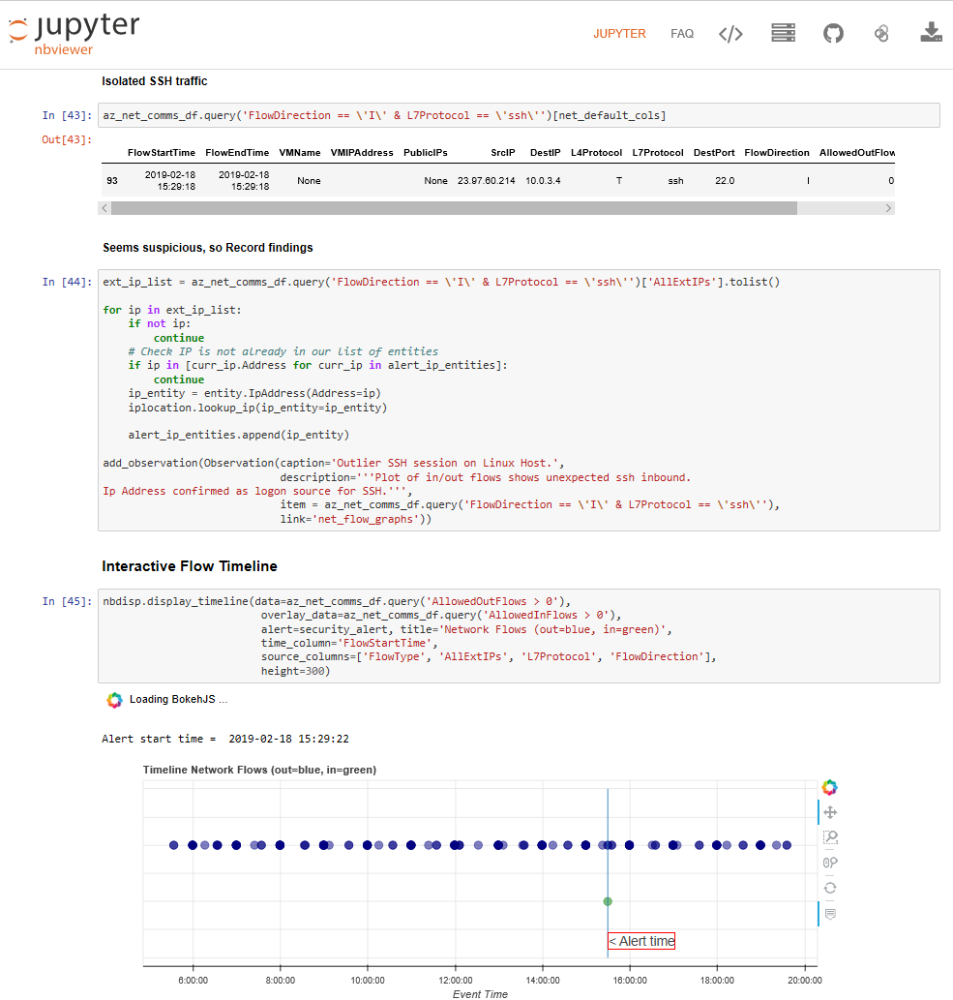 jupyter
nbviewer
JUPYTER FAQ
Isolated SSH traffic
In [43]: az_net_comms_df.query('FlowDirection == \'I\' & L7Protocol == \'ssh\'')[net_default_cols]
Out[43]:
FlowStartTime FlowEndTime VMName VMIPAddress PublicIPs SrcIP DestIP L4Protocol L7Protocol DestPort FlowDirection AllowedOutFlow
93 2019-02-18 15:29:18 2019-02-18 15:29:18 None None 23.97.60.214 10.0.3.4 T ssh 22.0 I 0
Seems suspicious, so Record findings
In [44]: ext_ip_list = az_net_comms_df.query('FlowDirection == \'I\' & L7Protocol == \'ssh\'')['AllExtIPs'].tolist()
for ip in ext_ip_list:
    if not ip:
        continue
    # Check IP is not already in our list of entities
    if ip in [curr_ip.Address for curr_ip in alert_ip_entities]:
        continue
    ip_entity = entity.IpAddress(Address=ip)
    iplocation.lookup_ip(ip_entity=ip_entity)
    alert_ip_entities.append(ip_entity)
add_observation(Observation(caption='Outlier SSH session on Linux Host.',
                            description='''Plot of in/out flows shows unexpected ssh inbound.
Ip Address confirmed as logon source for SSH.''',
                            item = az_net_comms_df.query('FlowDirection == \'I\' & L7Protocol == \'ssh\''),
                            link='net_flow_graphs'))
Interactive Flow Timeline
In [45]: nbdisp.display_timeline(data=az_net_comms_df.query('AllowedOutFlows > 0'),
                         overlay_data=az_net_comms_df.query('AllowedInFlows > 0'),
                         alert=security_alert, title='Network Flows (out=blue, in=green)',
                         time_column='FlowStartTime',
                         source_columns=['FlowType', 'AllExtIPs', 'L7Protocol', 'FlowDirection'],
                         height=300)
Loading BokehJS ...
Alert start time =  2019-02-18 15:29:22
Timeline Network Flows (out=blue, in=green)
< Alert time
6:00:00 8:00:00 10:00:00 12:00:00 14:00:00 16:00:00 18:00:00 20:00:00
Event Time